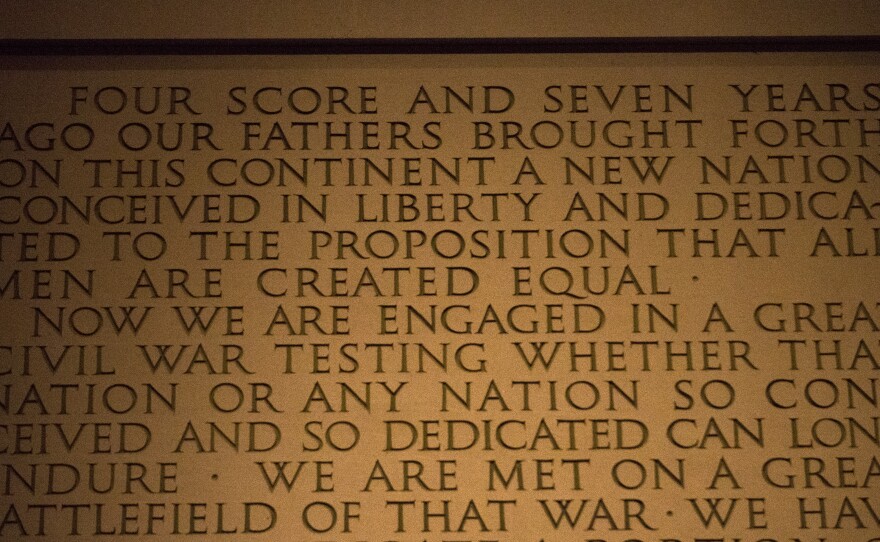 FOUR SCORE AND SEVEN YEARS
AGO OUR FATHERS BROUGHT FORTH
ON THIS CONTINENT A NEW NATION
CONCEIVED IN LIBERTY AND DEDICA-
TED TO THE PROPOSITION THAT ALL
MEN ARE CREATED EQUAL ·
NOW WE ARE ENGAGED IN A GREAT
CIVIL WAR TESTING WHETHER THA
NATION OR ANY NATION SO CON
CEIVED AND SO DEDICATED CAN LON
NDURE · WE ARE MET ON A GREA
ATTLEFIELD OF THAT WAR · WE HAV